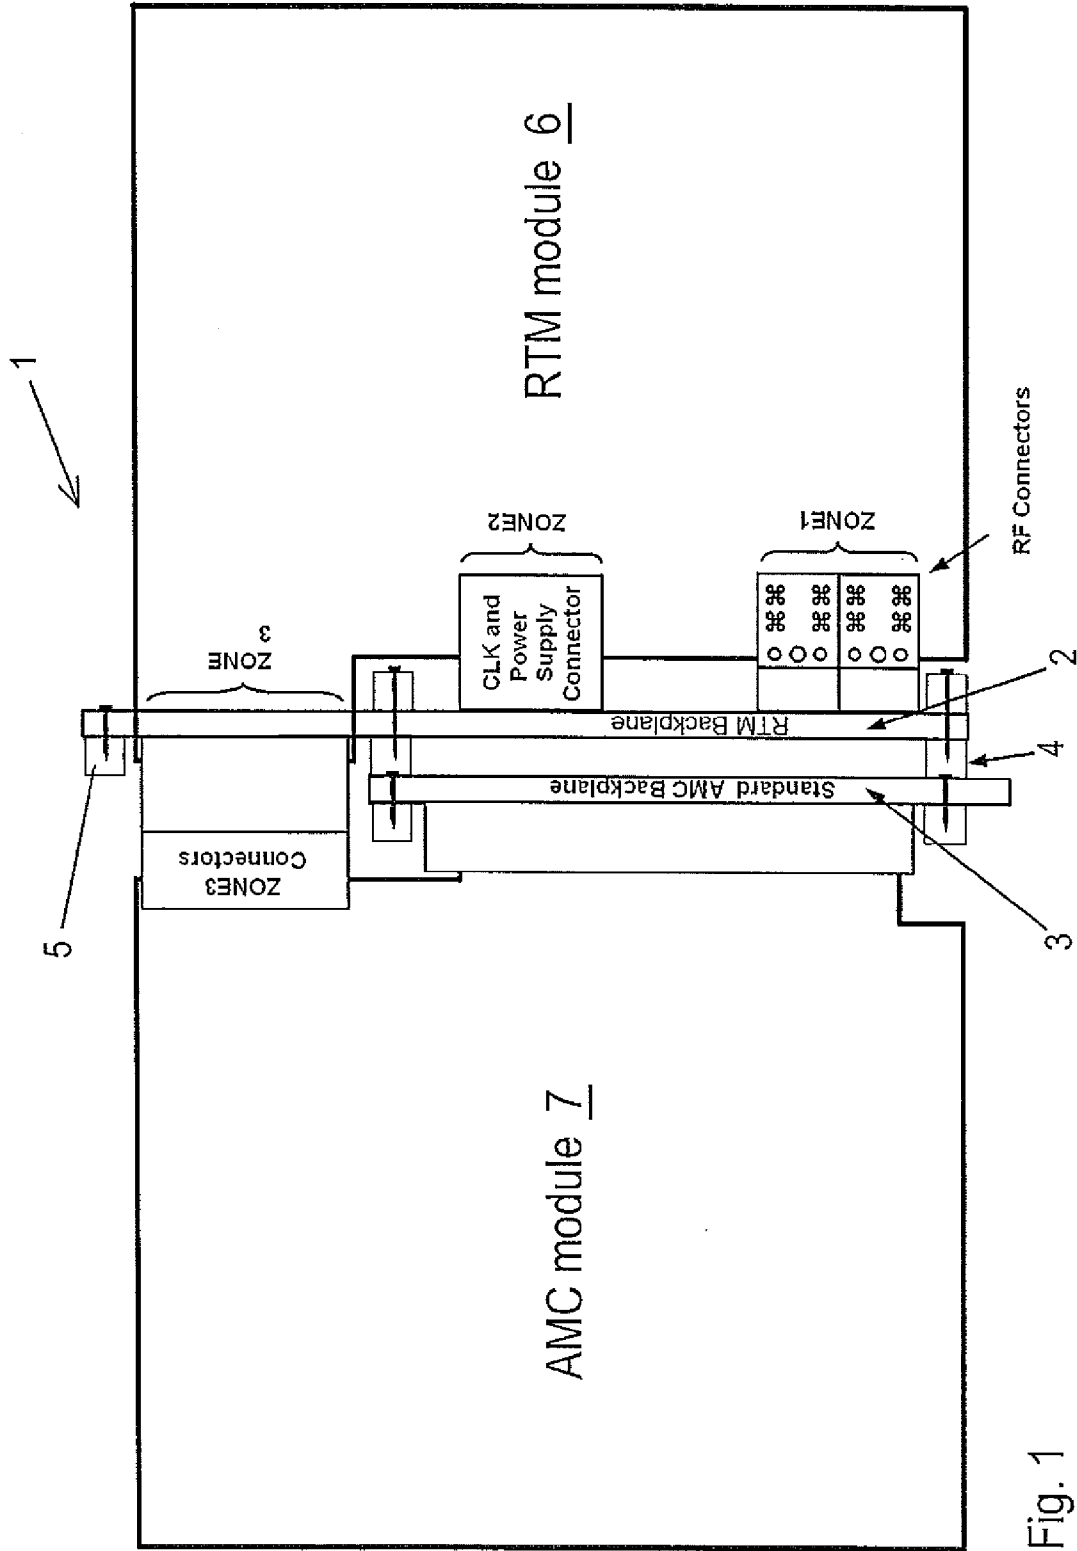 1
RTM module 6
5
ZONE
3
ZONE2
ZONE1
CLK and
Power
Supply
Connector
RF Connectors
ZONE3
Connectors
RTM Backplane
Standard AMC Backplane
2
4
3
AMC module 7
Fig. 1